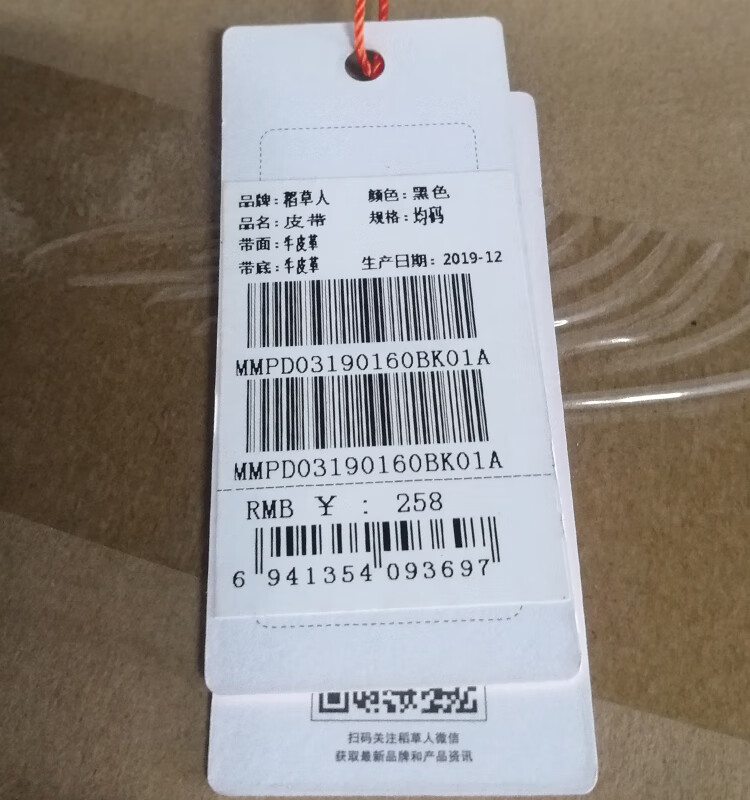 品牌：稻草人 颜色：黑色
品名：皮带 规格：均码
带面：牛皮革
带底：牛皮革 生产日期：2019-12
MMPD03190160BK01A
MMPD03190160BK01A
RMB ¥ : 258
6 941354 093697
扫码关注稻草人微信
获取最新品牌和产品资讯